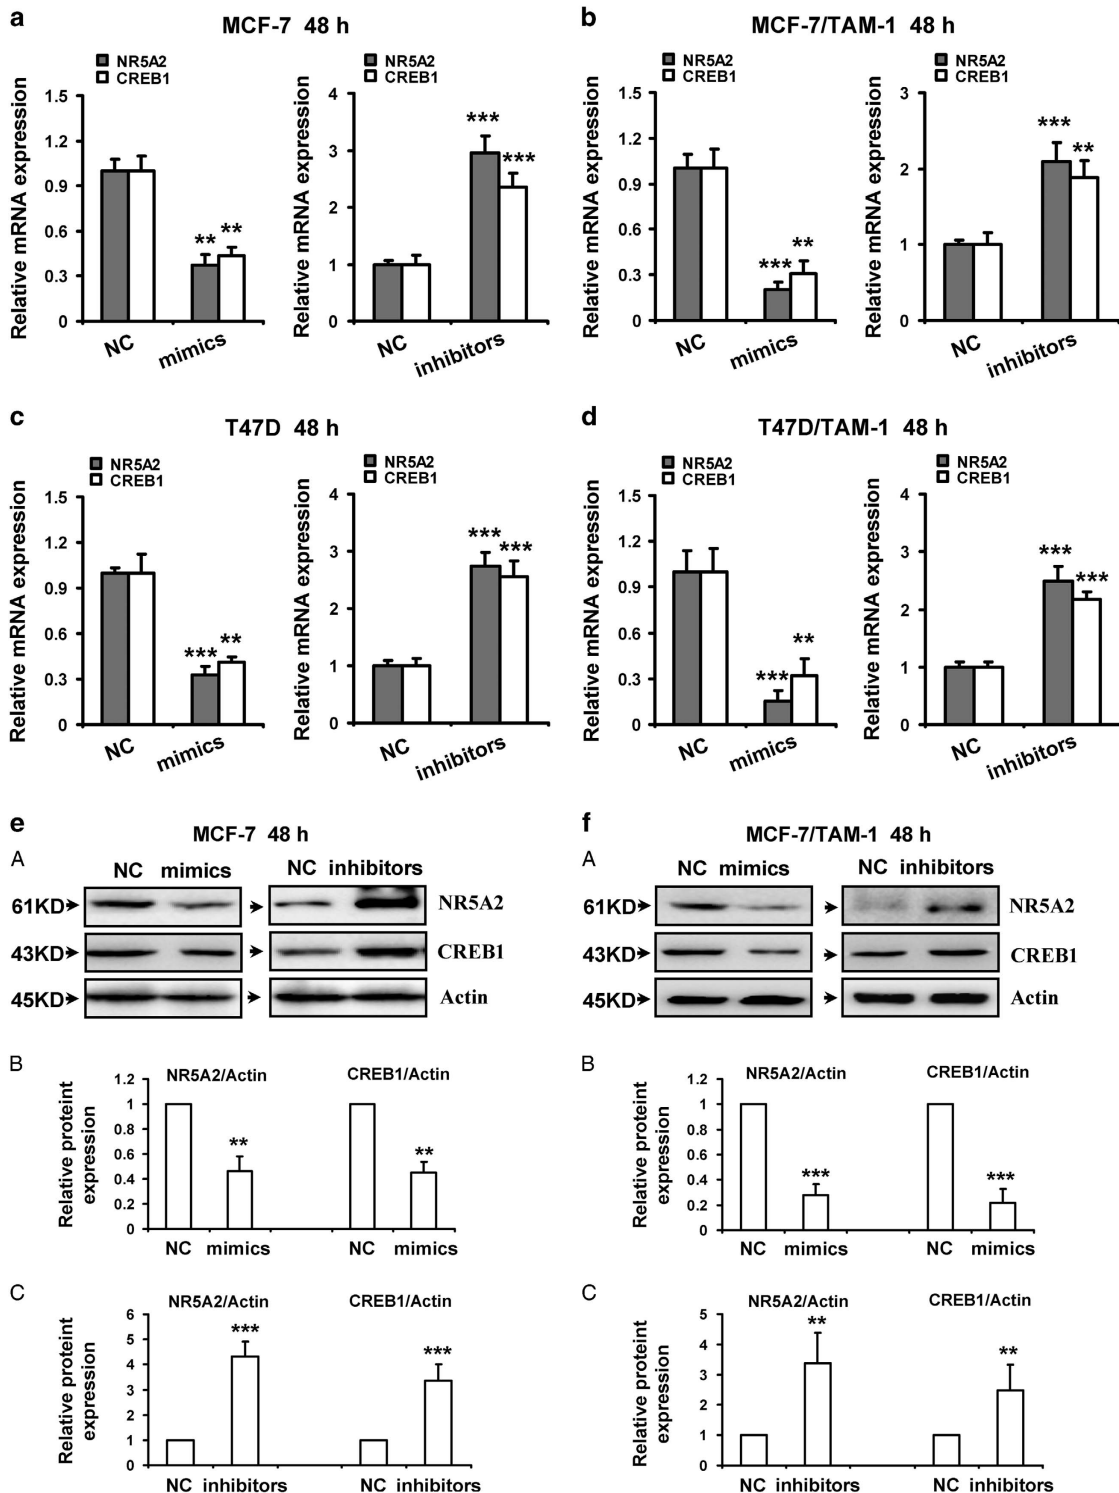 a
MCF-7 48 h
NR5A2
CREB1
Relative mRNA expression
1.5
1.2
0.9
0.6
0.3
0
** **
NC mimics
NR5A2
CREB1
Relative mRNA expression
4
3
2
1
0
*** ***
NC inhibitors
b
MCF-7/TAM-1 48 h
NR5A2
CREB1
Relative mRNA expression
1.5
1.2
0.9
0.6
0.3
0
*** **
NC mimics
NR5A2
CREB1
Relative mRNA expression
3
2
1
0
*** **
NC inhibitors
c
T47D 48 h
NR5A2
CREB1
Relative mRNA expression
1.5
1.2
0.9
0.6
0.3
0
*** **
NC mimics
NR5A2
CREB1
Relative mRNA expression
4
3
2
1
0
*** ***
NC inhibitors
d
T47D/TAM-1 48 h
NR5A2
CREB1
Relative mRNA expression
1.5
1.2
0.9
0.6
0.3
0
*** **
NC mimics
NR5A2
CREB1
Relative mRNA expression
4
3
2
1
0
*** ***
NC inhibitors
e
MCF-7 48 h
A
NC mimics NC inhibitors
61KD NR5A2
43KD CREB1
45KD Actin
B
NR5A2/Actin CREB1/Actin
Relative proteint
expression
1.2
1
0.8
0.6
0.4
0.2
0
** **
NC mimics NC mimics
C
NR5A2/Actin CREB1/Actin
Relative proteint
expression
6
5
4
3
2
1
0
*** ***
NC inhibitors NC inhibitors
f
MCF-7/TAM-1 48 h
A
NC mimics NC inhibitors
61KD NR5A2
43KD CREB1
45KD Actin
B
NR5A2/Actin CREB1/Actin
Relative proteint
expression
1.2
1
0.8
0.6
0.4
0.2
0
*** ***
NC mimics NC mimics
C
NR5A2/Actin CREB1/Actin
Relative proteint
expression
5
4
3
2
1
0
** **
NC inhibitors NC inhibitors